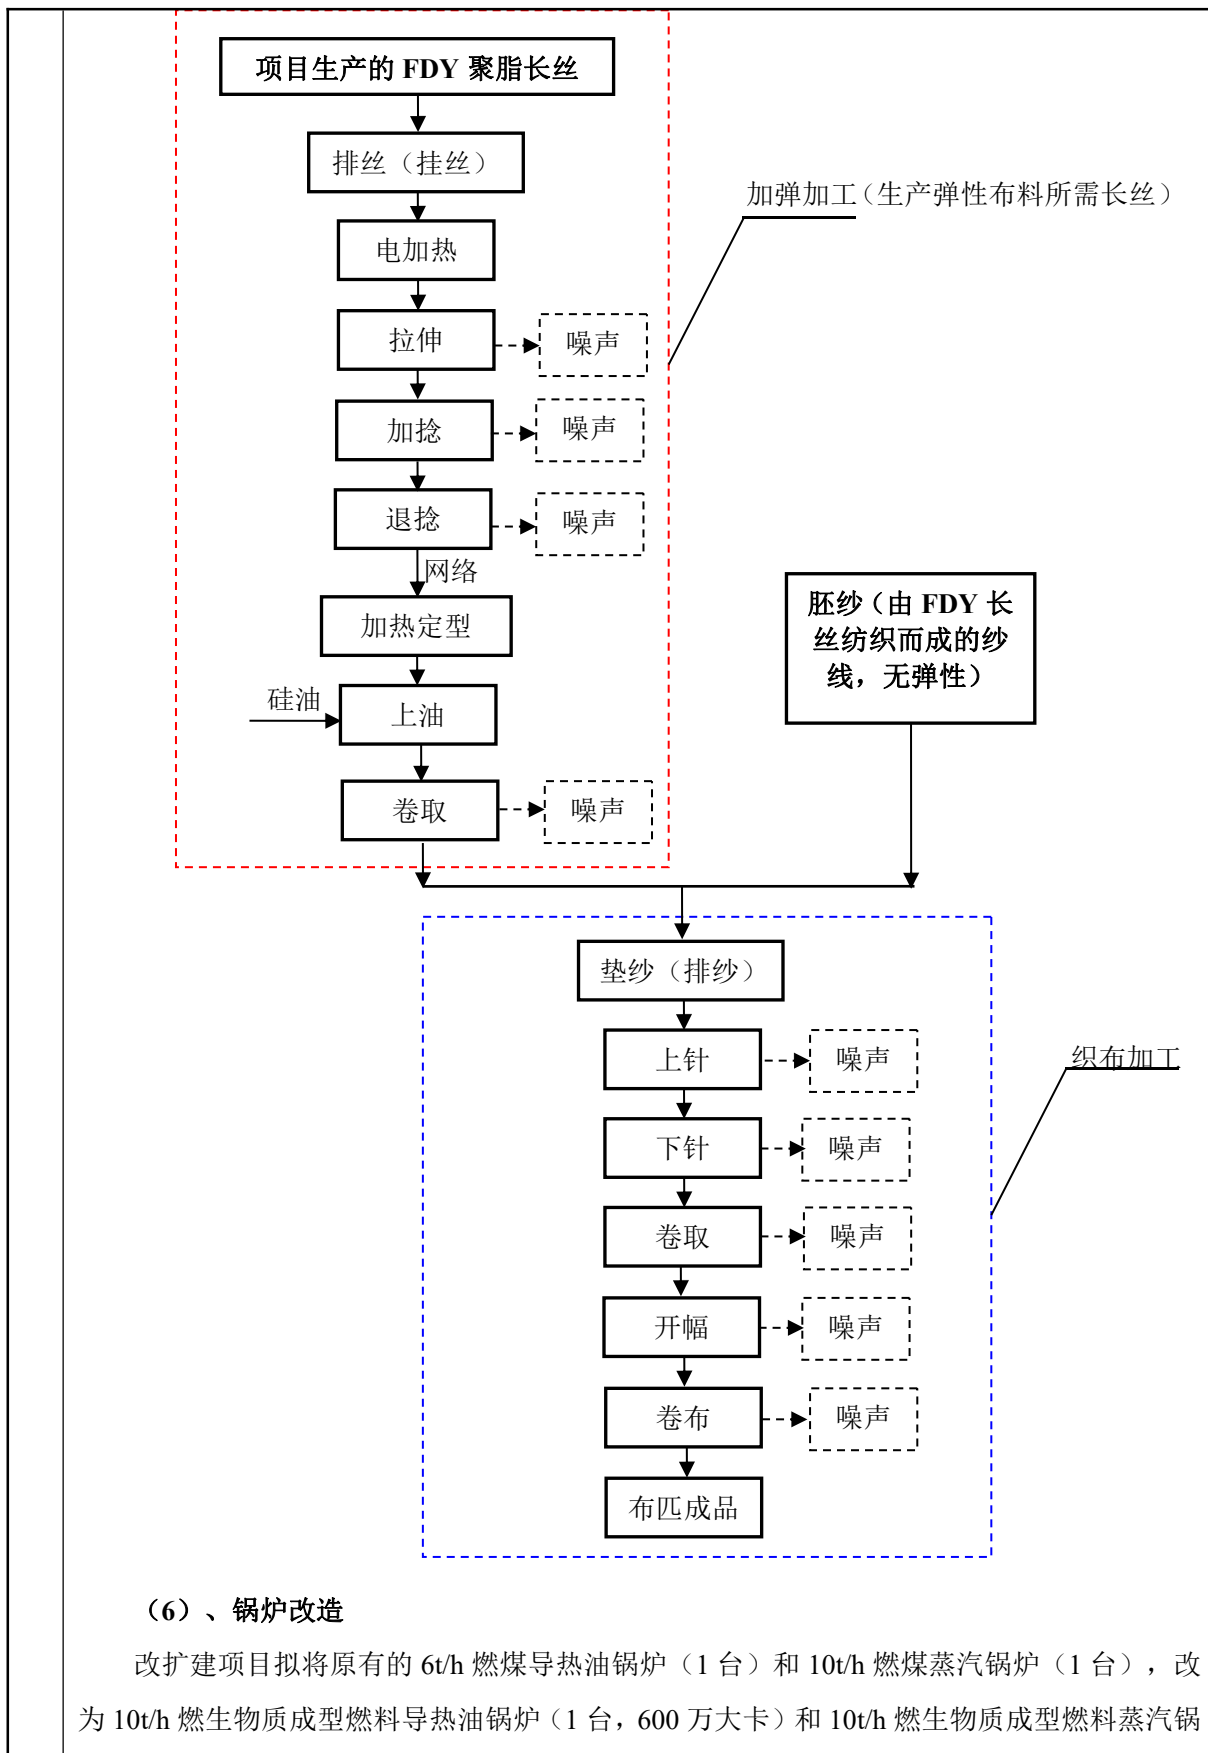 项目生产的 FDY 聚脂长丝
排丝（挂丝）
加弹加工（生产弹性布料所需长丝）
电加热
拉伸
噪声
加捻
噪声
退捻
噪声
网络
加热定型
胚纱（由 FDY 长
丝纺织而成的纱
线，无弹性）
硅油
上油
卷取
噪声
垫纱（排纱）
上针
噪声
织布加工
下针
噪声
卷取
噪声
开幅
噪声
卷布
噪声
布匹成品
（6）、锅炉改造
改扩建项目拟将原有的 6t/h 燃煤导热油锅炉（1 台）和 10t/h 燃煤蒸汽锅炉（1 台），改
为 10t/h 燃生物质成型燃料导热油锅炉（1 台，600 万大卡）和 10t/h 燃生物质成型燃料蒸汽锅